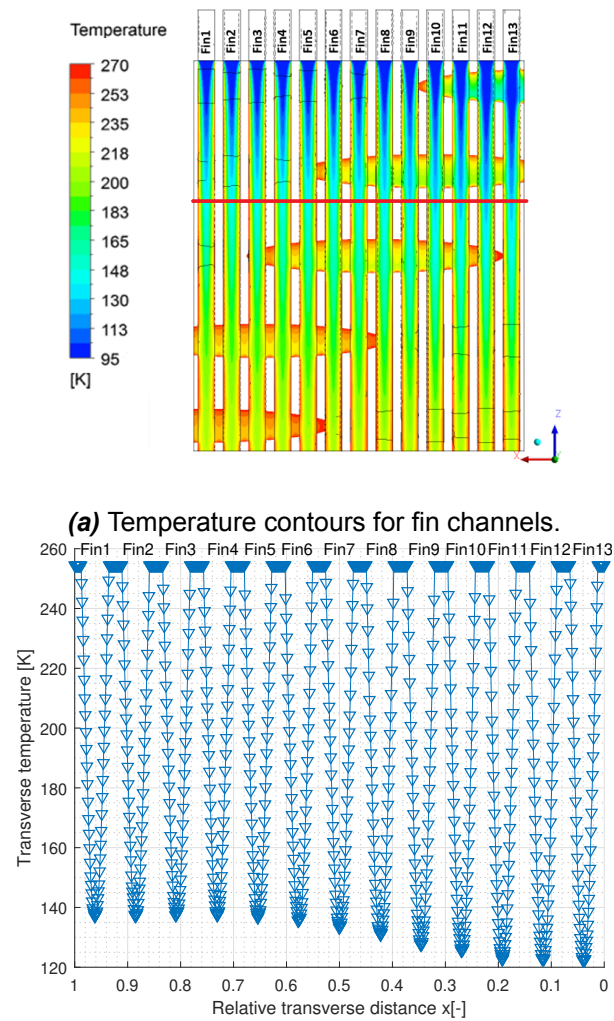 Temperature
Fin1 Fin2 Fin3 Fin4 Fin5 Fin6 Fin7 Fin8 Fin9 Fin10 Fin11 Fin12 Fin13
270
253
235
218
200
183
165
148
130
113
95
[K]
Z
X
Y
(a) Temperature contours for fin channels.
Fin1 Fin2 Fin3 Fin4 Fin5 Fin6 Fin7 Fin8 Fin9 Fin10 Fin11 Fin12 Fin13
260
240
220
200
180
160
140
120
Transverse temperature [K]
1 0.9 0.8 0.7 0.6 0.5 0.4 0.3 0.2 0.1 0
Relative transverse distance x[-]